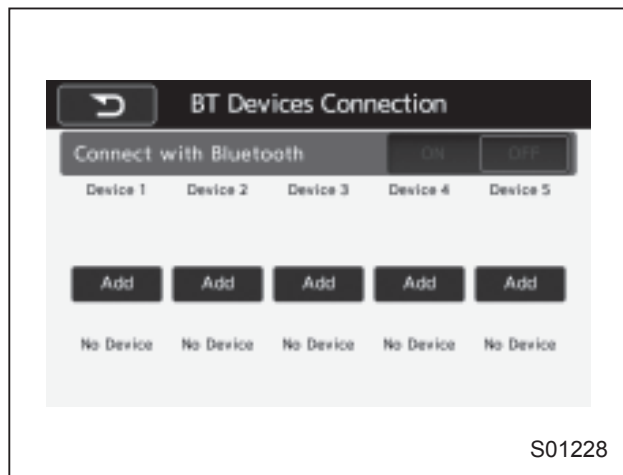 BT Devices Connection
Connect with Bluetooth ON OFF
Device 1 Device 2 Device 3 Device 4 Device 5
Add Add Add Add Add
No Device No Device No Device No Device No Device
S01228